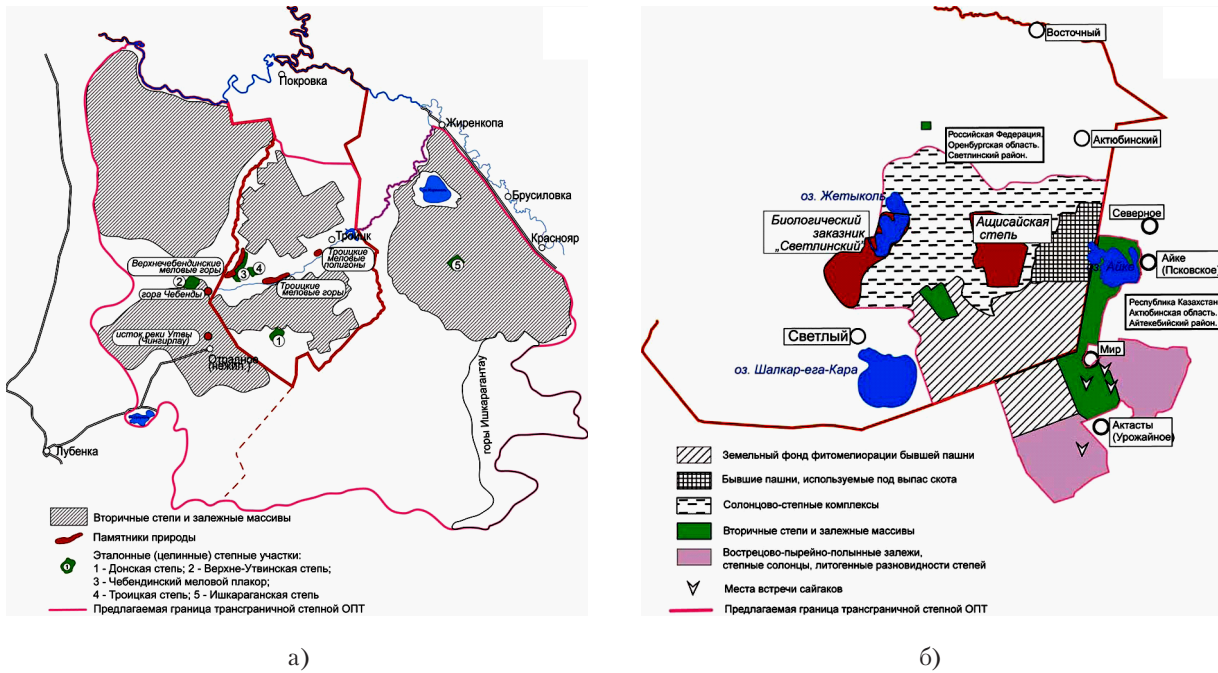 Покровка
Жиренкопа
Брусиловка
Краснояр
Троицк
Троицкие
меловые
полигоны
Верхнечебендинские
меловые горы
3
4
2
5
гора Чебенды
Троицкие
меловые горы
исток реки Утвы
(Чингирлау)
1
Отрадное
(нежил.)
горы Ишкарагантау
Лубенка
Вторичные степи и залежные массивы
Памятники природы
Эталонные (целинные) степные участки:
1 - Донская степь; 2 - Верхне-Утвинская степь;
3 - Чебендинский меловой плакор;
4 - Троицкая степь; 5 - Ишкараганская степь
Предлагаемая граница трансграничной степной ОПТ
а)
Восточный
Российская Федерация.
Оренбургская область.
Светлинский район.
Актюбинский
оз. Жетыколь
Биологический
заказник
„Светлинский"
Ащисайская
степь
Северное
оз. Айке
Айке
(Псковское)
Республика Казахстан
Актюбинская область.
Айтекебийский район.
Светлый
Мир
оз. Шалкар-ега-Кара
Актасты
(Урожайное)
Земельный фонд фитомелиорации бывшей пашни
Бывшие пашни, используемые под выпас скота
Солонцово-степные комплексы
Вторичные степи и залежные массивы
Вострецово-пырейно-полынные залежи,
степные солонцы, литогенные разновидности степей
Места встречи сайгаков
Предлагаемая граница трансграничной степной ОПТ
б)